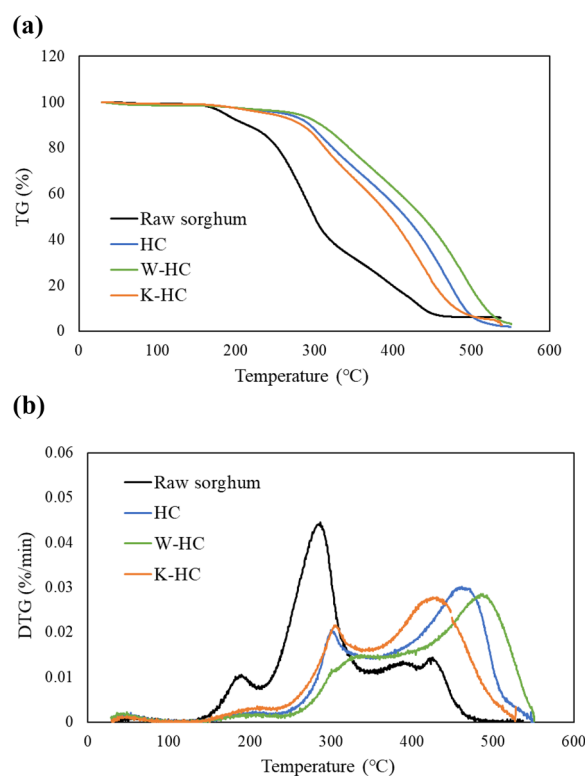 (a)
120
100
80
60
40
20
0
TG (%)
Raw sorghum
HC
W-HC
K-HC
0 100 200 300 400 500 600
Temperature (℃)
(b)
0.06
0.05
0.04
0.03
0.02
0.01
0
DTG (%/min)
Raw sorghum
HC
W-HC
K-HC
0 100 200 300 400 500 600
Temperature (℃)